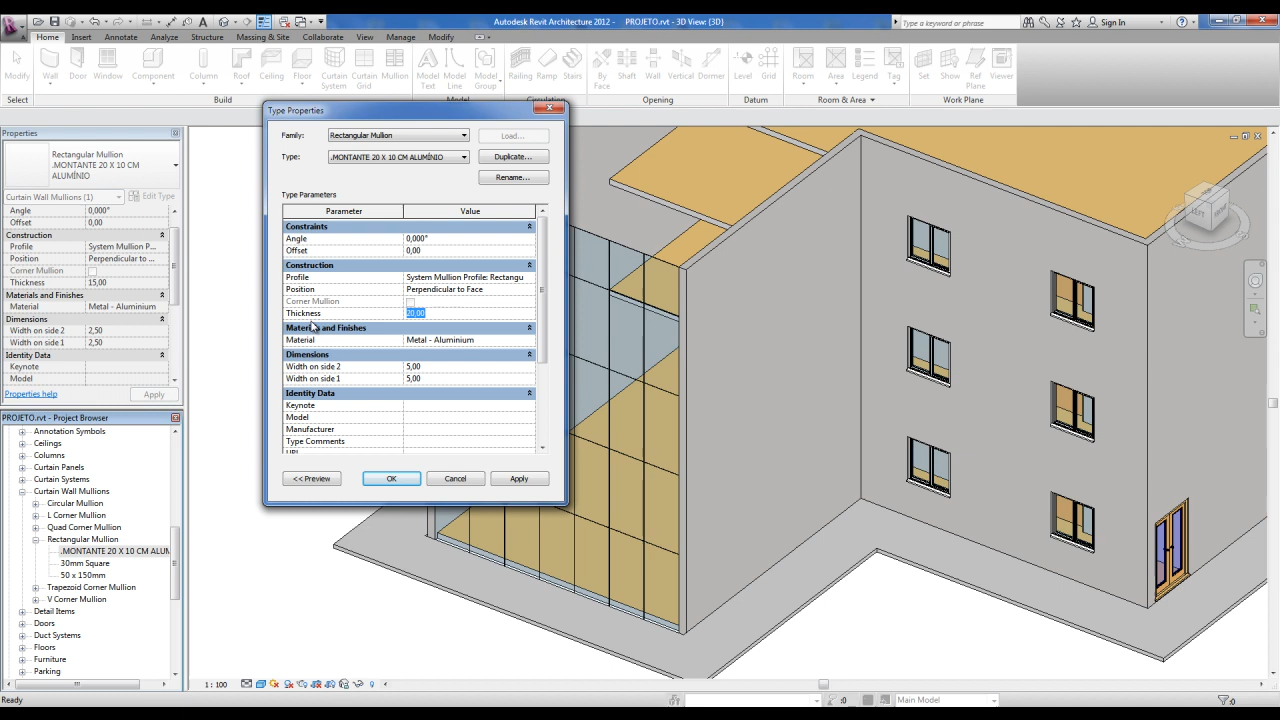 Autodesk Revit Architecture 2012 -    PROJETO.rvt - 3D View: {3D}
Type a keyword or phrase
Sign In
Home Insert Annotate Analyze Structure Massing & Site Collaborate View Manage Modify
Modify Wall Door Window Component Column Roof Ceiling Floor Curtain System Curtain Grid Mullion Model Text Model Line Model Group Railing Ramp Stairs By Face Shaft Wall Vertical Dormer Level Grid Room Area Legend Tag Set Show Ref Plane Viewer
Select Build Model Circulation Opening Datum Room & Area Work Plane
Properties
Rectangular Mullion
.MONTANTE 20 X 10 CM
ALUMÍNIO
Curtain Wall Mullions (1) Edit Type
Angle 0,000°
Offset 0,00
Construction
Profile System Mullion P...
Position Perpendicular to ...
Corner Mullion
Thickness 15,00
Materials and Finishes
Material Metal - Aluminium
Dimensions
Width on side 2 2,50
Width on side 1 2,50
Identity Data
Keynote
Model
Properties help Apply
PROJETO.rvt - Project Browser
Annotation Symbols
Ceilings
Columns
Curtain Panels
Curtain Systems
Curtain Wall Mullions
Circular Mullion
L Corner Mullion
Quad Corner Mullion
Rectangular Mullion
.MONTANTE 20 X 10 CM ALUM
30mm Square
50 x 150mm
Trapezoid Corner Mullion
V Corner Mullion
Detail Items
Doors
Duct Systems
Floors
Furniture
Parking
Type Properties
Family: Rectangular Mullion Load...
Type: .MONTANTE 20 X 10 CM ALUMÍNIO Duplicate...
Rename...
Type Parameters
Parameter Value
Constraints
Angle 0,000°
Offset 0,00
Construction
Profile System Mullion Profile: Rectangu
Position Perpendicular to Face
Corner Mullion
Thickness 20,00
Materials and Finishes
Material Metal - Aluminium
Dimensions
Width on side 2 5,00
Width on side 1 5,00
Identity Data
Keynote
Model
Manufacturer
Type Comments
URL
<< Preview OK Cancel Apply
LEFT
1 : 100
Ready
:0
Main Model
:0